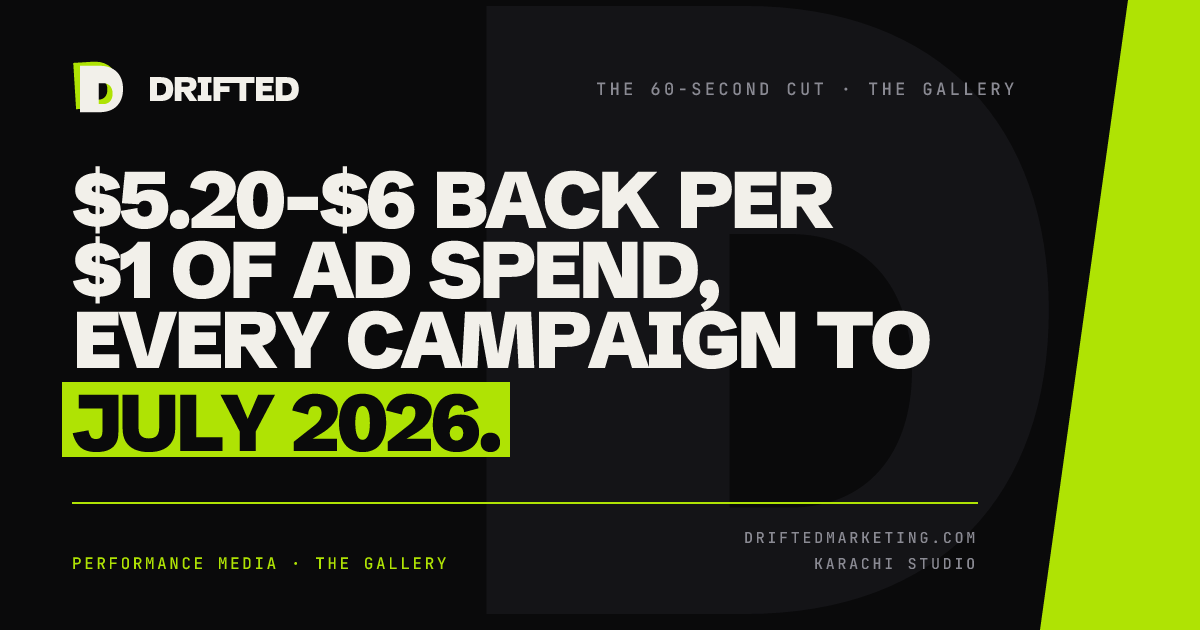 DRIFTED
THE 60-SECOND CUT · THE GALLERY
$5.20–$6 BACK PER
$1 OF AD SPEND,
EVERY CAMPAIGN TO
JULY 2026.
DRIFTEDMARKETING.COM
PERFORMANCE MEDIA · THE GALLERY
KARACHI STUDIO